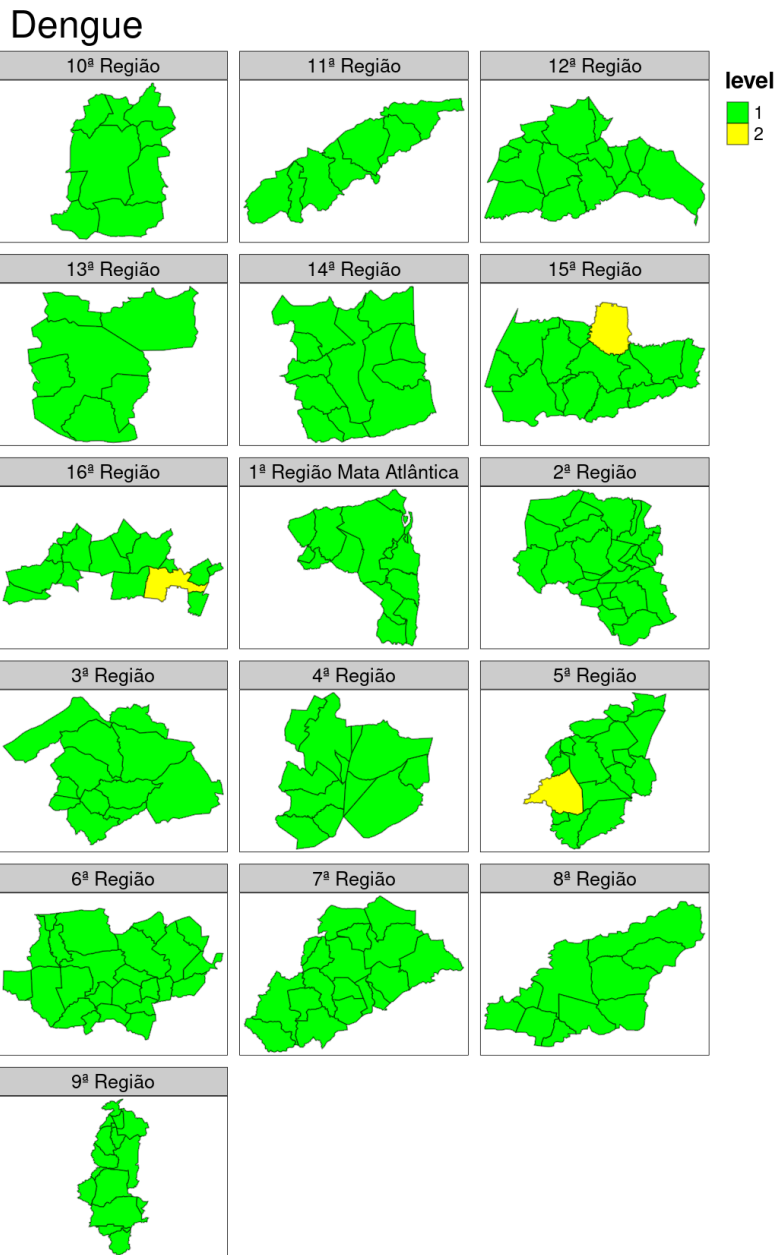 Dengue
10ª Região
11ª Região
12ª Região
level
1
2
13ª Região
14ª Região
15ª Região
16ª Região
1ª Região Mata Atlântica
2ª Região
3ª Região
4ª Região
5ª Região
6ª Região
7ª Região
8ª Região
9ª Região